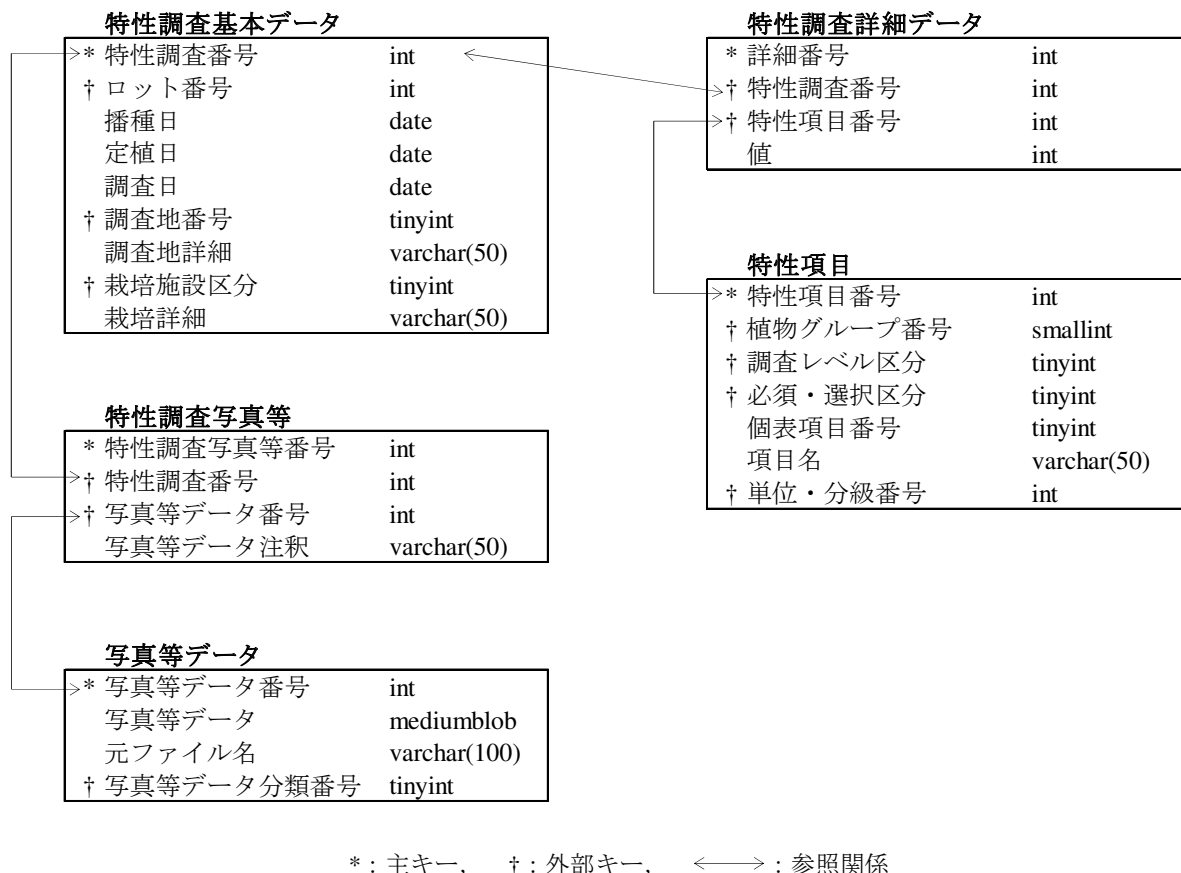 特性調査基本データ
* 特性調査番号 int
† ロット番号 int
播種日 date
定植日 date
調査日 date
† 調査地番号 tinyint
調査地詳細 varchar(50)
† 栽培施設区分 tinyint
栽培詳細 varchar(50)
特性調査写真等
* 特性調査写真等番号 int
† 特性調査番号 int
† 写真等データ番号 int
写真等データ注釈 varchar(50)
写真等データ
* 写真等データ番号 int
写真等データ mediumblob
元ファイル名 varchar(100)
† 写真等データ分類番号 tinyint
特性調査詳細データ
* 詳細番号 int
† 特性調査番号 int
† 特性項目番号 int
値 int
特性項目
* 特性項目番号 int
† 植物グループ番号 smallint
† 調査レベル区分 tinyint
† 必須・選択区分 tinyint
個表項目番号 tinyint
項目名 varchar(50)
† 単位・分級番号 int
*：主キー， †：外部キー， ←→：参照関係